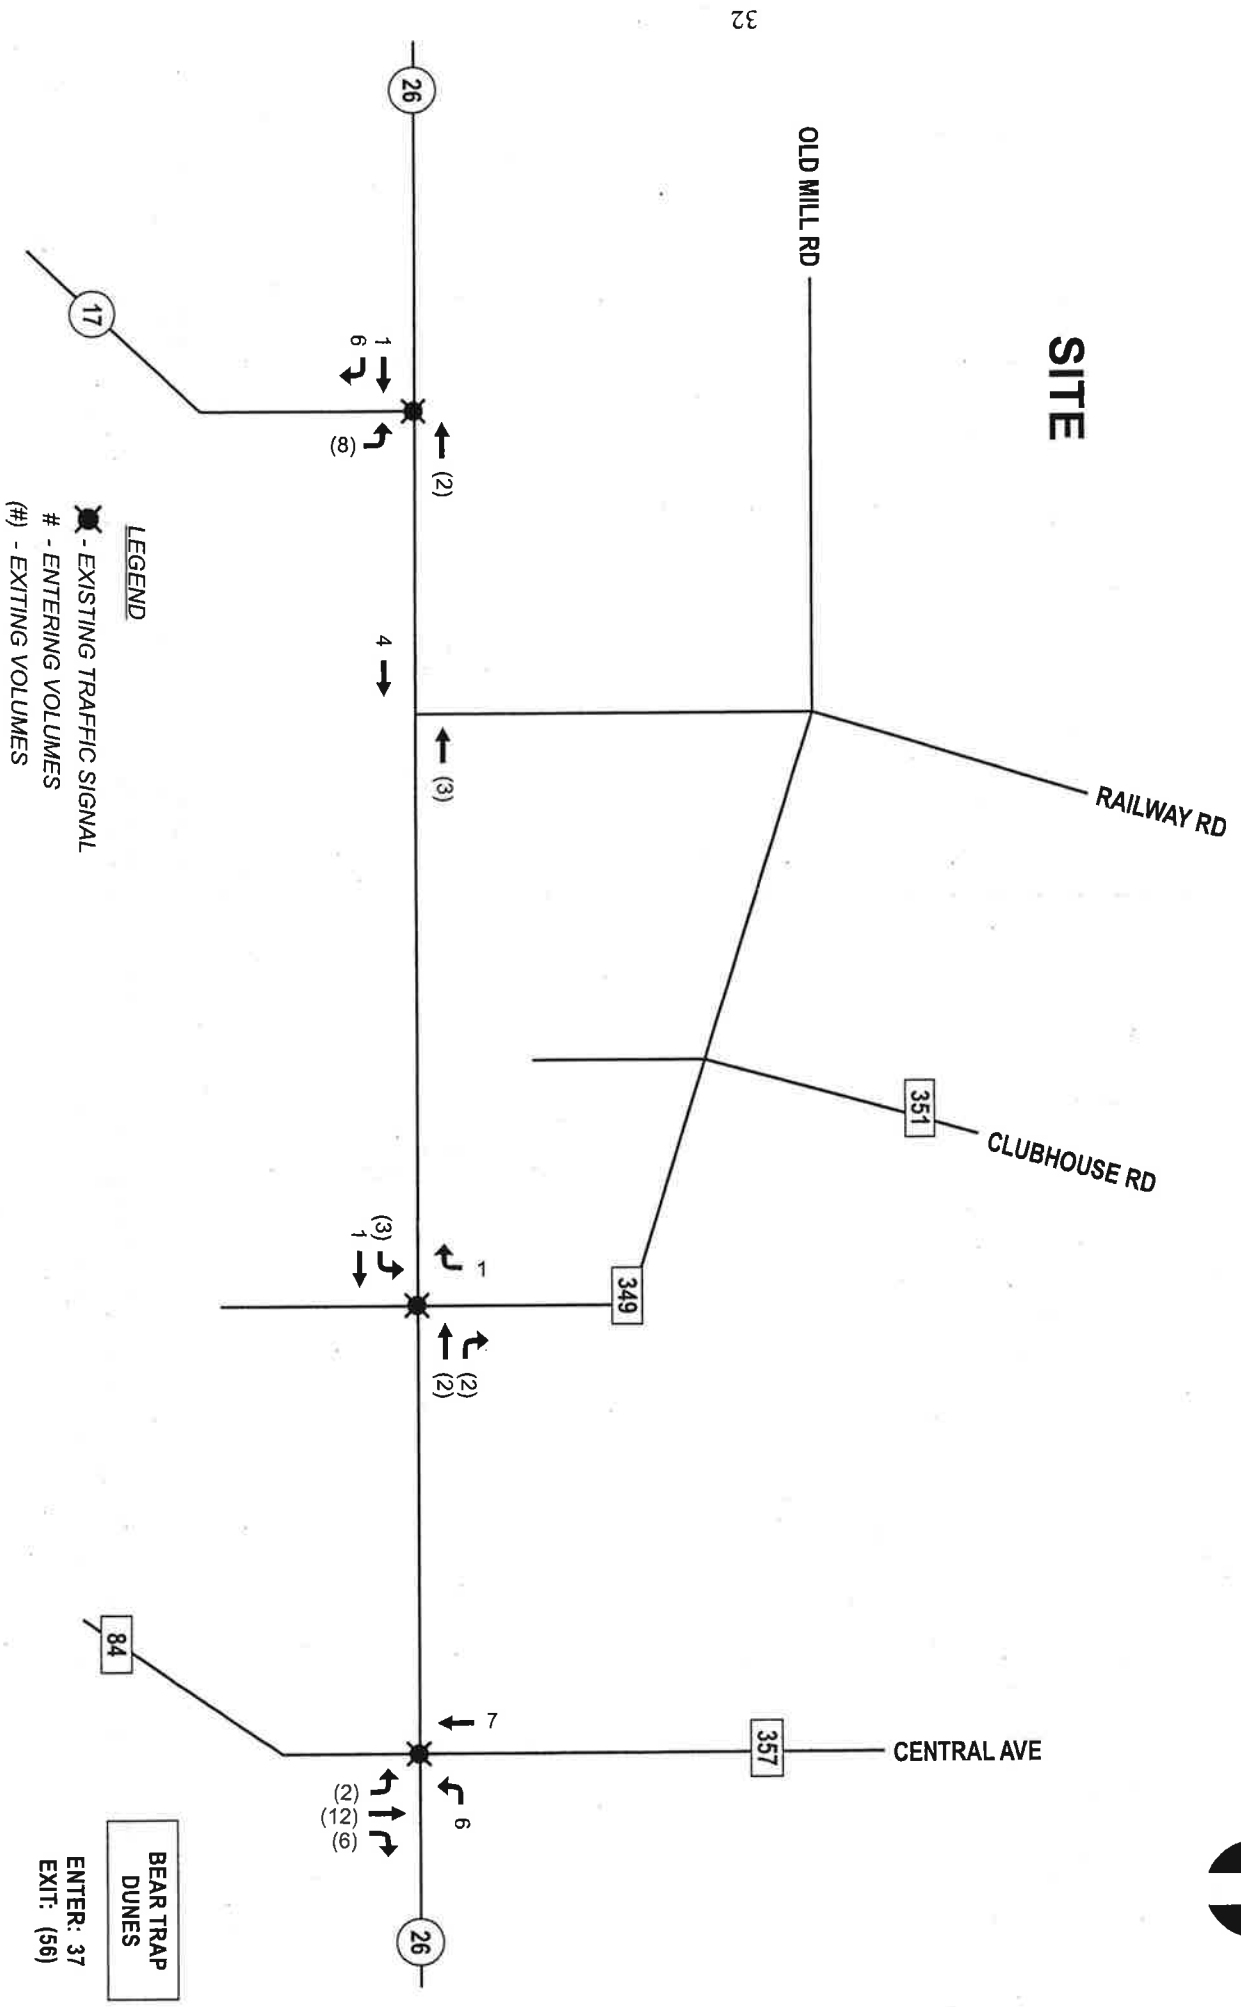 32
SITE
OLD MILL RD
RAILWAY RD
CLUBHOUSE RD
CENTRAL AVE
351
349
357
26
17
84
26
1
6
(8)
(2)
4
(3)
(3)
1
1
(2)
(2)
7
6
(2)
(12)
(6)
LEGEND
- EXISTING TRAFFIC SIGNAL
# - ENTERING VOLUMES
(#) - EXITING VOLUMES
BEAR TRAP
DUNES
ENTER: 37
EXIT: (56)